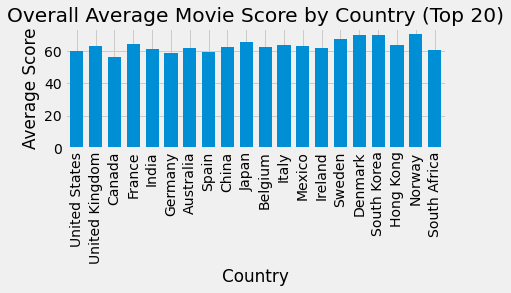 Overall Average Movie Score by Country (Top 20)
Average Score
60
40
20
0
United States
United Kingdom
Canada
France
India
Germany
Australia
Spain
China
Japan
Belgium
Italy
Mexico
Ireland
Sweden
Denmark
South Korea
Hong Kong
Norway
South Africa
Country